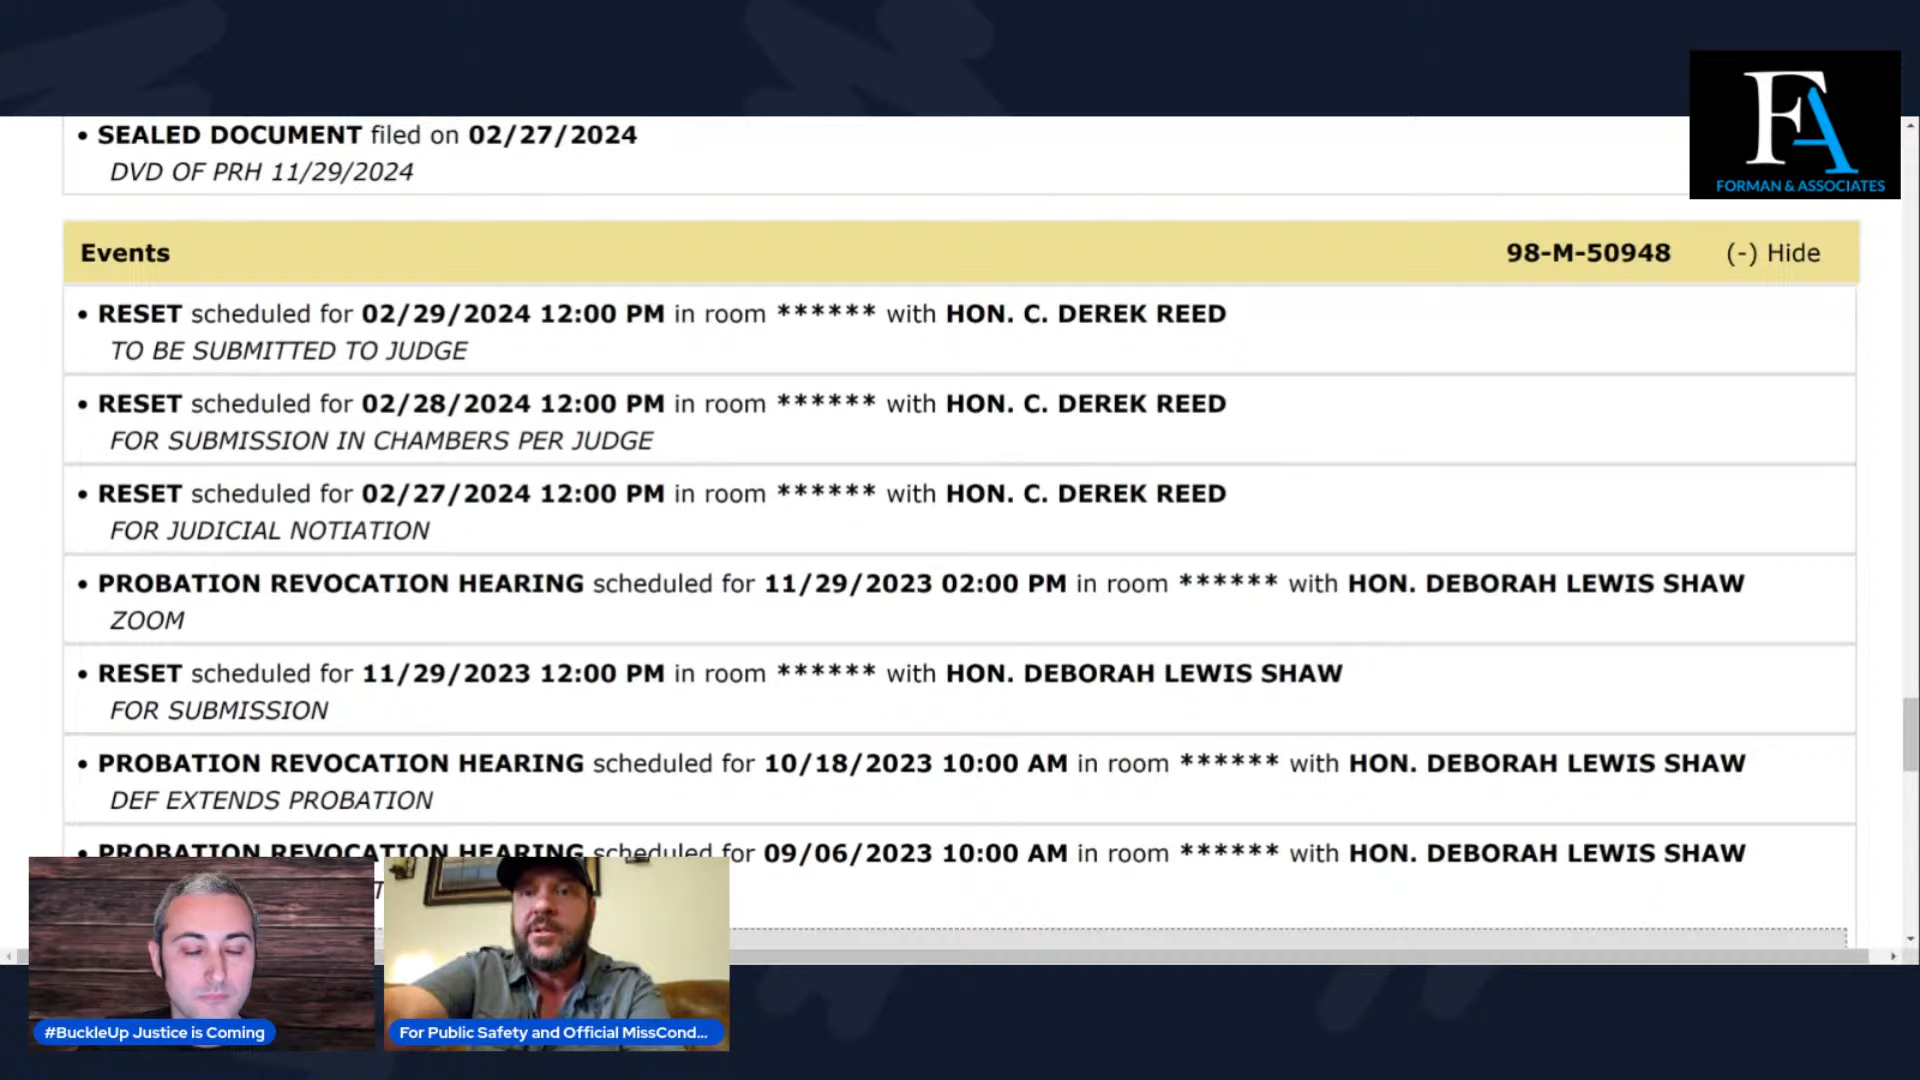 • SEALED DOCUMENT filed on 02/27/2024
DVD OF PRH 11/29/2024
FA
FORMAN & ASSOCIATES
Events 98-M-50948 (-) Hide
• RESET scheduled for 02/29/2024 12:00 PM in room ****** with HON. C. DEREK REED
TO BE SUBMITTED TO JUDGE
• RESET scheduled for 02/28/2024 12:00 PM in room ****** with HON. C. DEREK REED
FOR SUBMISSION IN CHAMBERS PER JUDGE
• RESET scheduled for 02/27/2024 12:00 PM in room ****** with HON. C. DEREK REED
FOR JUDICIAL NOTIATION
• PROBATION REVOCATION HEARING scheduled for 11/29/2023 02:00 PM in room ****** with HON. DEBORAH LEWIS SHAW
ZOOM
• RESET scheduled for 11/29/2023 12:00 PM in room ****** with HON. DEBORAH LEWIS SHAW
FOR SUBMISSION
• PROBATION REVOCATION HEARING scheduled for 10/18/2023 10:00 AM in room ****** with HON. DEBORAH LEWIS SHAW
DEF EXTENDS PROBATION
• PROBATION REVOCATION HEARING scheduled for 09/06/2023 10:00 AM in room ****** with HON. DEBORAH LEWIS SHAW
#BuckleUp Justice is Coming
For Public Safety and Official MissCond...